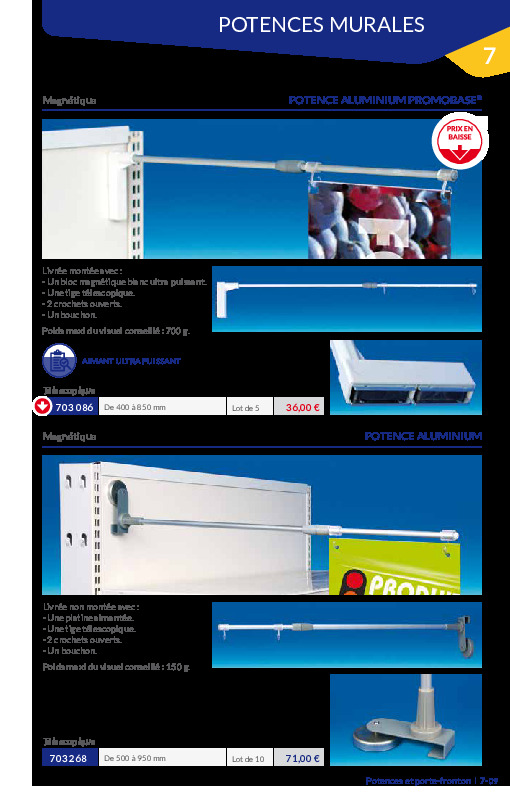 POTENCES MURALES
7
Magnétique
POTENCE ALUMINIUM PROMOBASE®
PRIX EN
BAISSE
Livrée montée avec :
- Un bloc magnétique blanc ultra puissant.
- Une tige télescopique.
- 2 crochets ouverts.
- Un bouchon.
Poids maxi du visuel conseillé : 700 g.
AIMANT ULTRA PUISSANT
Télescopique
703 086
De 400 à 850 mm
Lot de 5
36,00 €
Magnétique
POTENCE ALUMINIUM
PRODUI
Livrée non montée avec :
- Une platine aimantée.
- Une tige télescopique.
- 2 crochets ouverts.
- Un bouchon.
Poids maxi du visuel conseillé : 150 g.
Télescopique
703 268
De 500 à 950 mm
Lot de 10
71,00 €
Potences et porte-fronton | 7-09